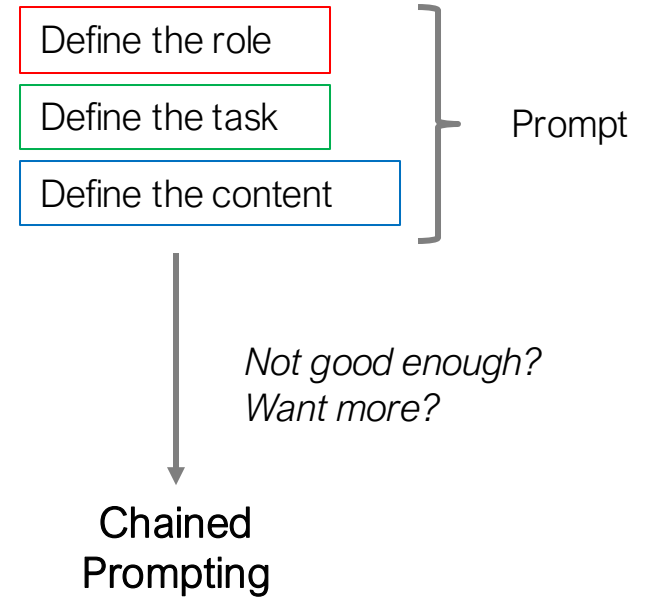 Define the role
Define the task
Define the content
Prompt
Not good enough?
Want more?
Chained
Prompting